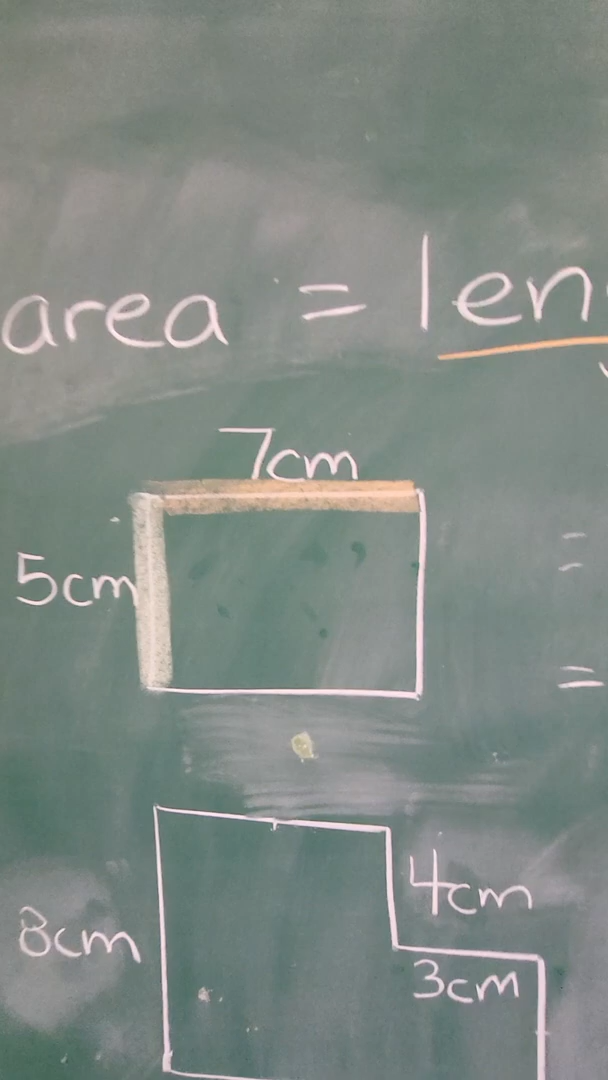 area = len
7cm
5cm
=
=
4cm
8cm
3cm